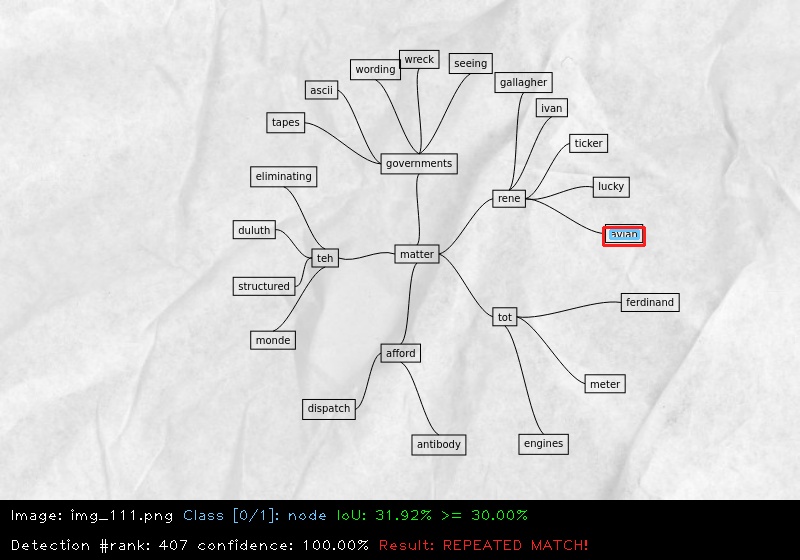 wreck
wording
seeing
gallagher
ascii
ivan
tapes
ticker
governments
eliminating
lucky
rene
duluth
avian
matter
teh
structured
ferdinand
tot
monde
afford
meter
dispatch
antibody
engines
Image: img_111.png Class [0/1]: node IoU: 31.92% >= 30.00%
Detection #rank: 407 confidence: 100.00% Result: REPEATED MATCH!